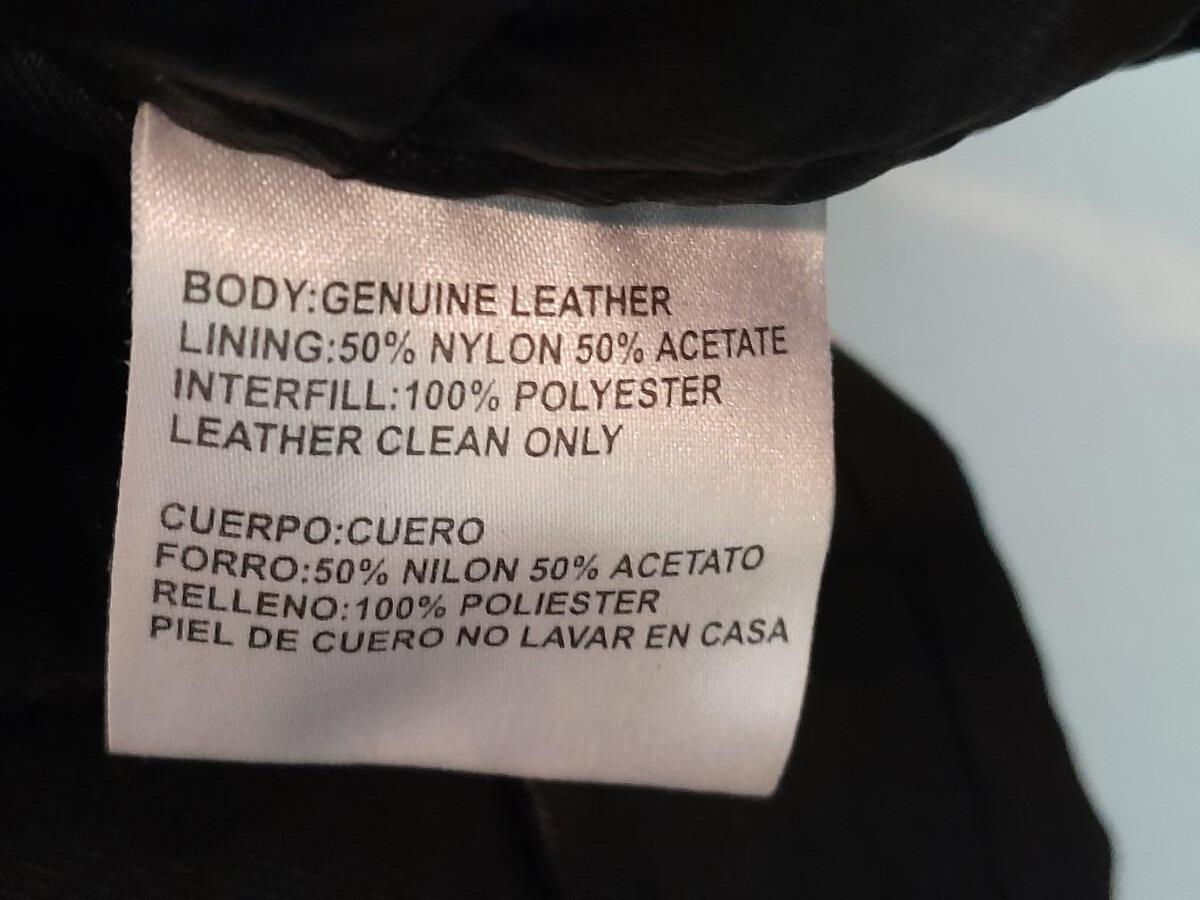 BODY:GENUINE LEATHER
LINING:50% NYLON 50% ACETATE
INTERFILL:100% POLYESTER
LEATHER CLEAN ONLY
CUERPO:CUERO
FORRO:50% NILON 50% ACETATO
RELLENO:100% POLIESTER
PIEL DE CUERO NO LAVAR EN CASA